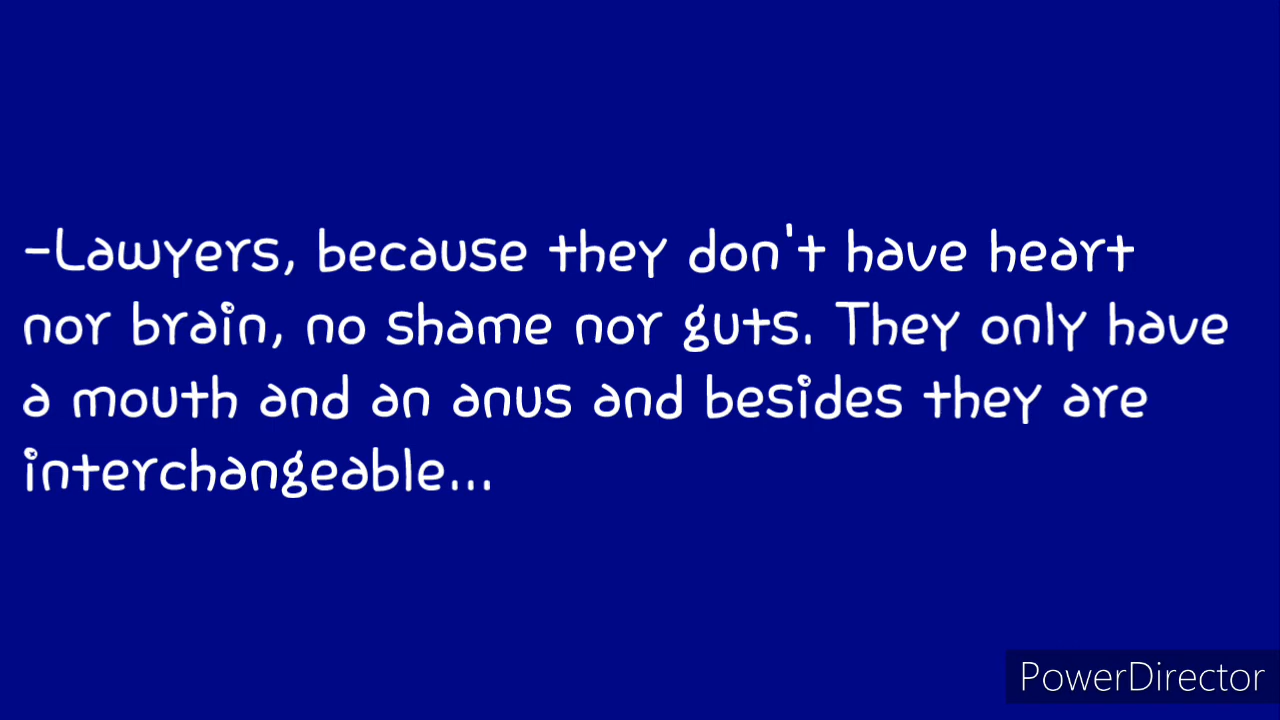 -Lawyers, because they don't have heart
nor brain, no shame nor guts. They only have
a mouth and an anus and besides they are
interchangeable...
PowerDirector